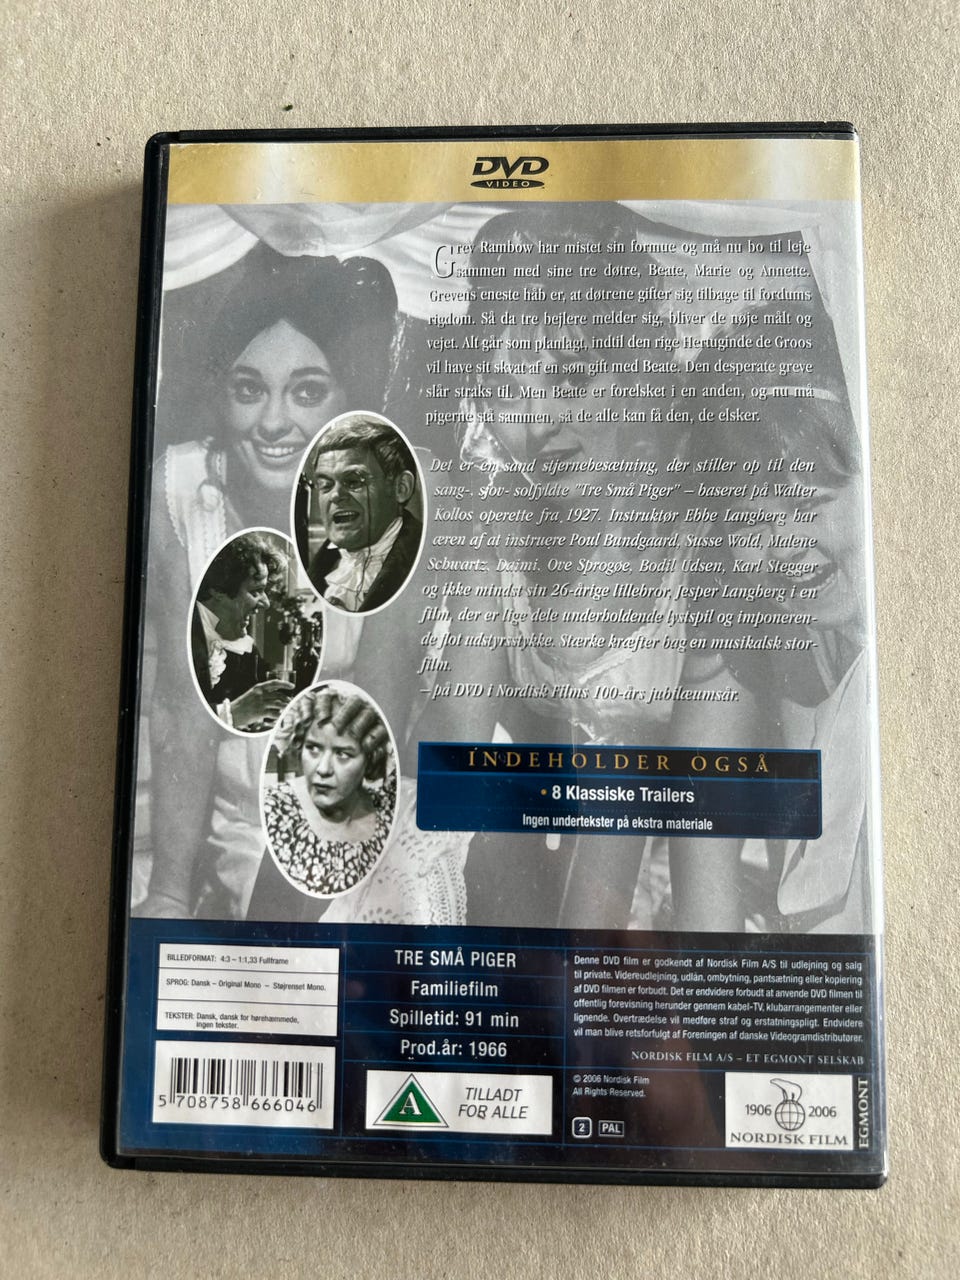 DVD
VIDEO
Grev Rambow har mistet sin formue og må nu bo til leje
sammen med sine tre døtre, Beate, Marie og Annette.
Grevens eneste håb er, at døtrene gifter sig tilbage til fordums
rigdom. Så da tre bejlere melder sig, bliver de nøje målt og
vejet. Alt går som planlagt, indtil den rige Hertuginde de Groos
vil have sit skvat af en søn gift med Beate. Den desperate greve
slår straks til. Men Beate er forelsket i en anden, og nu må
pigerne stå sammen, så de alle kan få den, de elsker.
Det er en sand stjernebesætning, der stiller op til den
sang-, sjov- solfyldte "Tre Små Piger" – baseret på Walter
Kollos operette fra 1927. Instruktør Ebbe Langberg har
æren af at instruere Poul Bundgaard, Susse Wold, Malene
Schwartz, Daimi, Ove Sprogøe, Bodil Udsen, Karl Stegger
og ikke mindst sin 26-årige lillebror, Jesper Langberg i en
film, der er lige dele underholdende lystspil og imponeren-
de flot udstyrsstykke. Stærke kræfter bag en musikalsk stor-
film.
– på DVD i Nordisk Films 100-års jubilæumsår.
INDEHOLDER OGSÅ
• 8 Klassiske Trailers
Ingen undertekster på ekstra materiale
BILLEDFORMAT: 4:3 – 1:1,33 Fullframe
SPROG: Dansk – Original Mono – Støjrenset Mono.
TEKSTER: Dansk, dansk for hørehæmmede,
ingen tekster.
5 708758 666046
TRE SMÅ PIGER
Familiefilm
Spilletid: 91 min
Prod.år: 1966
A
TILLADT
FOR ALLE
Denne DVD film er godkendt af Nordisk Film A/S til udlejning og salg
til private. Videreudlejning, udlån, ombytning, pantsætning eller kopiering
af DVD filmen er forbudt. Det er endvidere forbudt at anvende DVD filmen til
offentlig forevisning herunder gennem kabel-TV, klubarrangementer eller
lignende. Overtrædelse vil medføre straf og erstatningspligt. Endvidere
vil man blive retsforfulgt af Foreningen af danske Videogramdistributører.
NORDISK FILM A/S – ET EGMONT SELSKAB
© 2006 Nordisk Film
All Rights Reserved.
2 PAL
1906 2006
NORDISK FILM
EGMONT